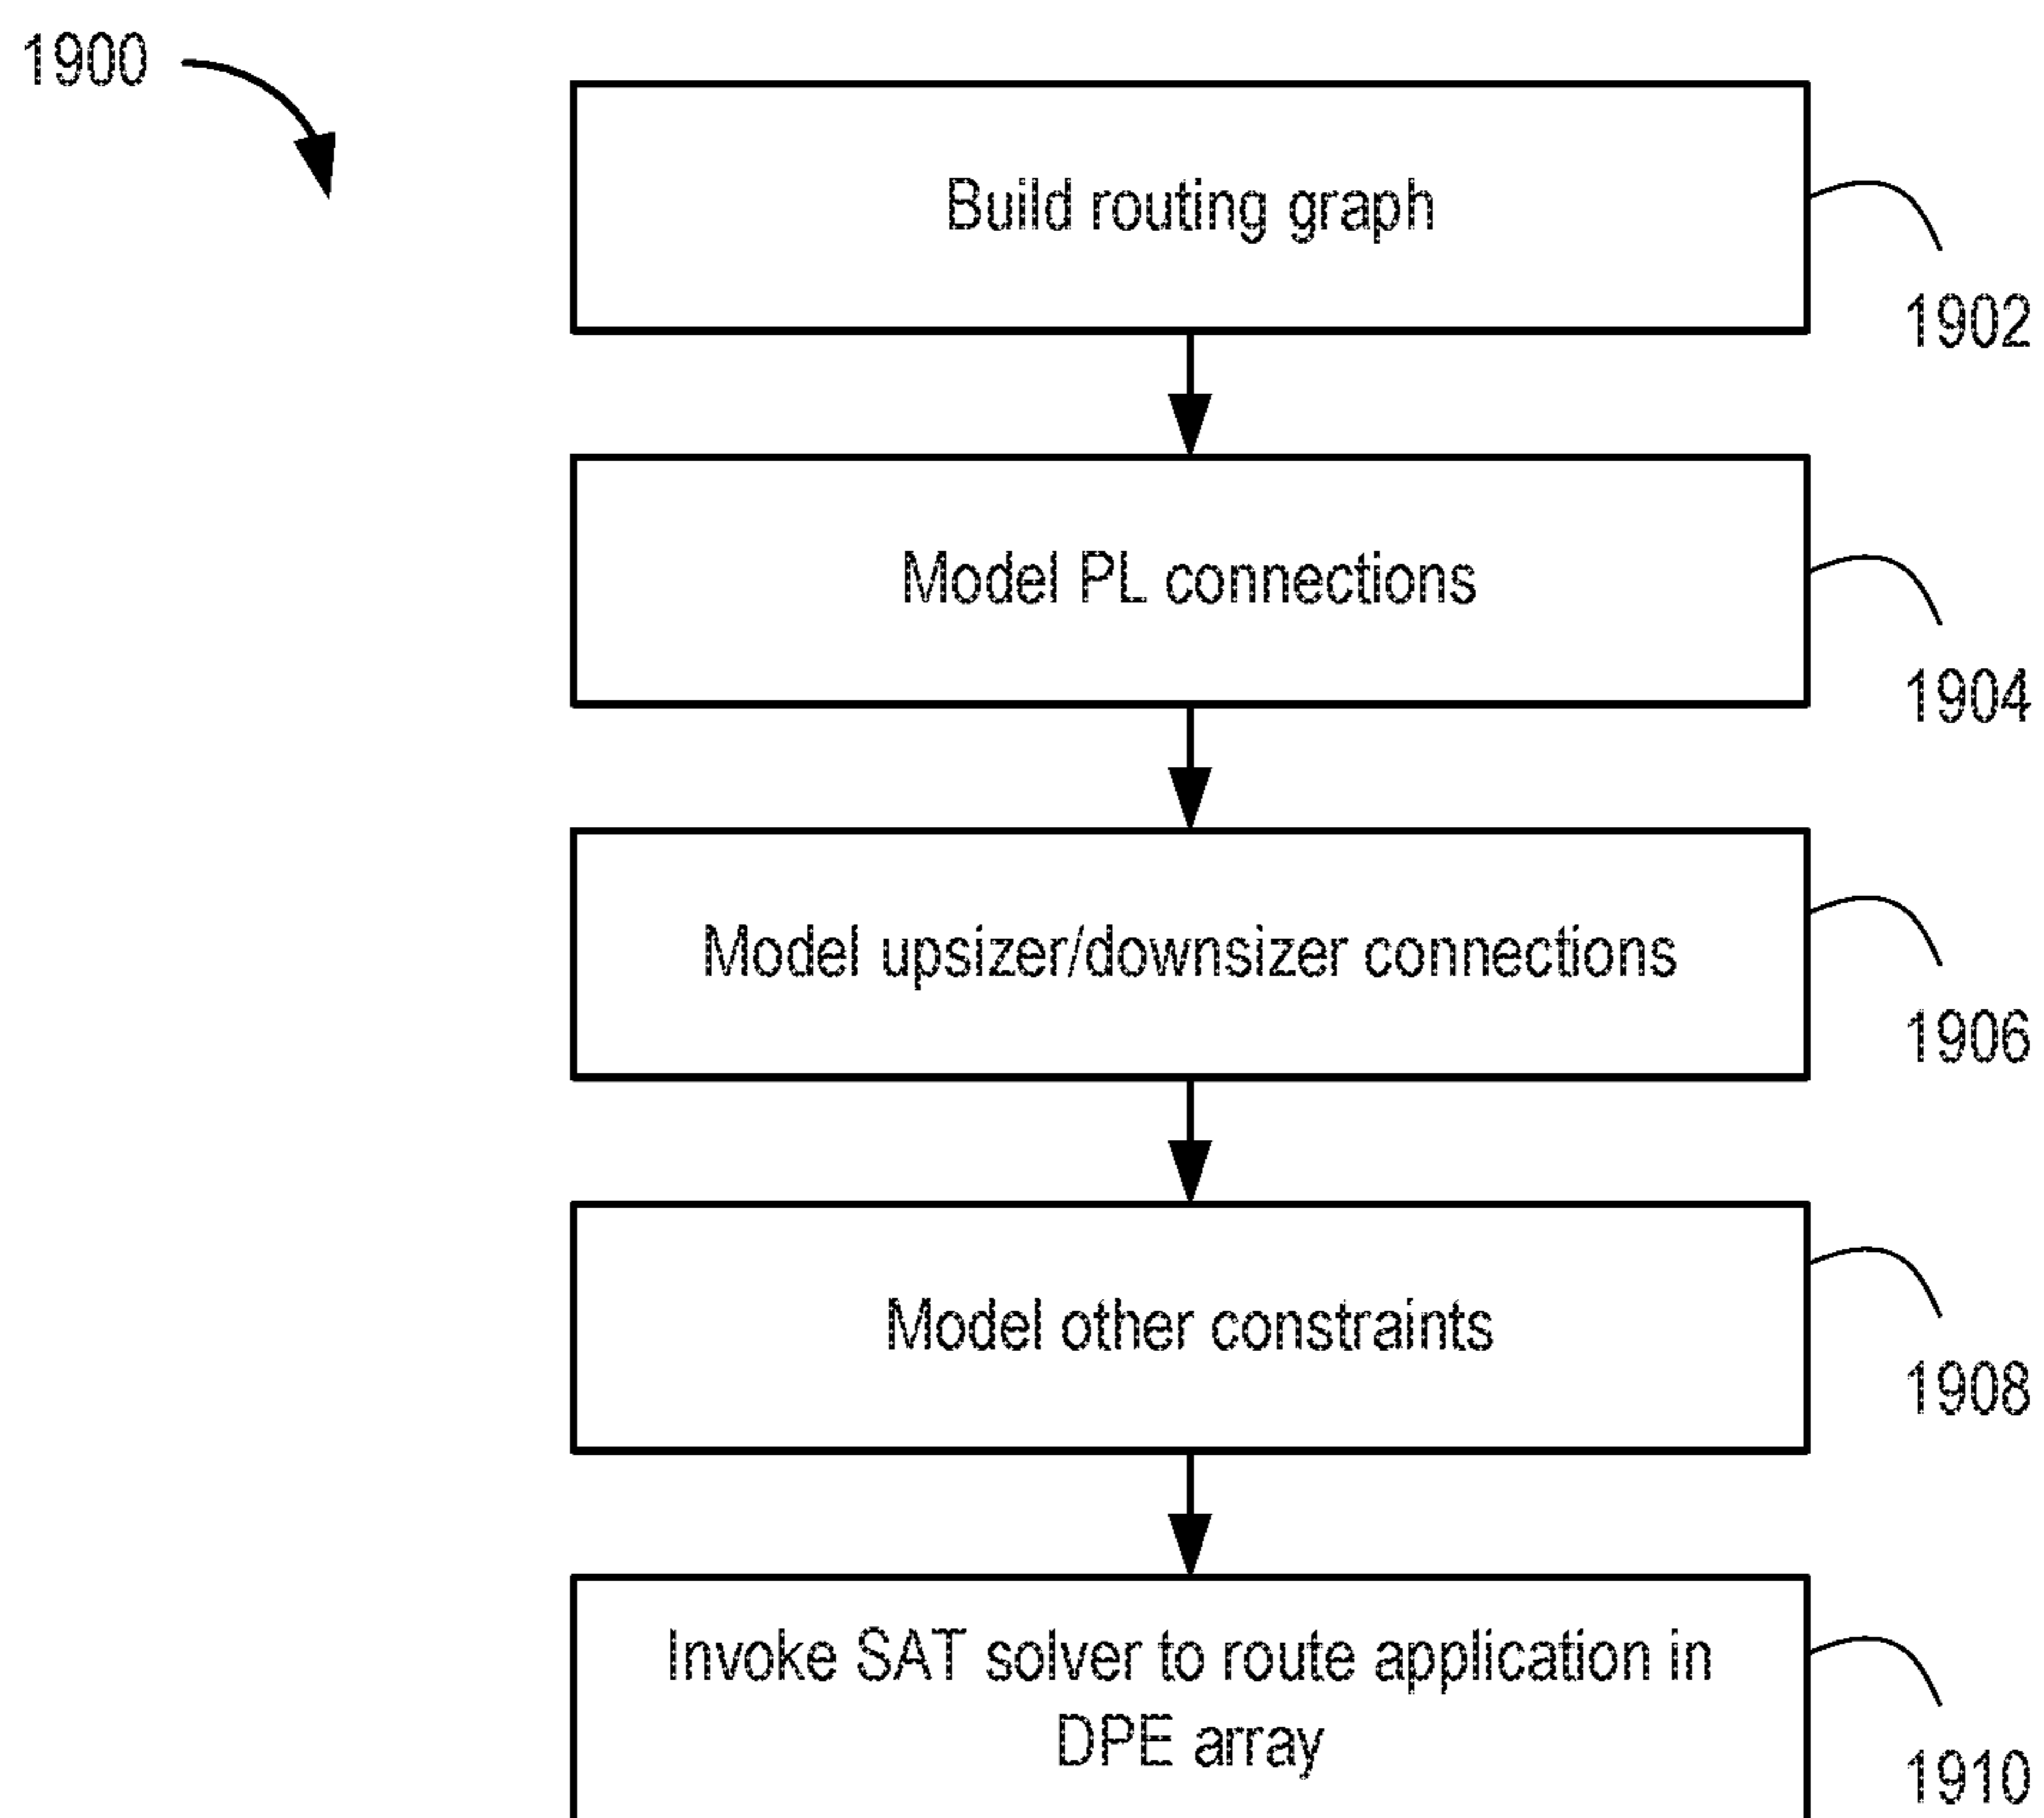 1900
Build routing graph
1902
Model PL connections
1904
Model upsizer/downsizer connections
1906
Model other constraints
1908
Invoke SAT solver to route application in
DPE array
1910